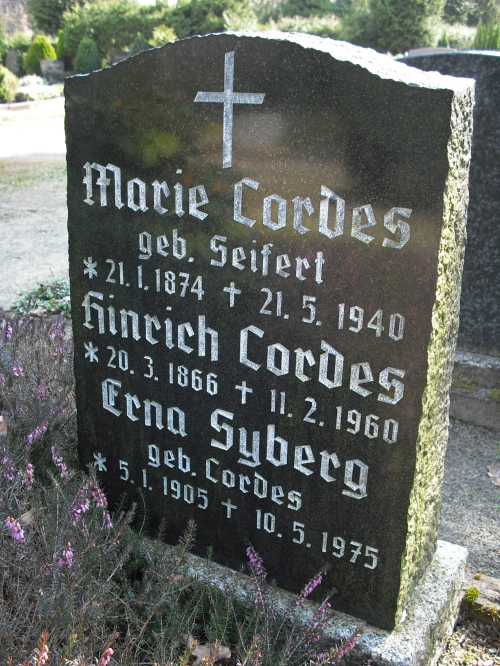 Marie Cordes
geb. Seifert
* 21. 1. 1874 † 21. 5. 1940
Hinrich Cordes
* 20. 3. 1866 † 11. 2. 1960
Erna Syberg
geb. Cordes
* 5. 1. 1905 † 10. 5. 1975